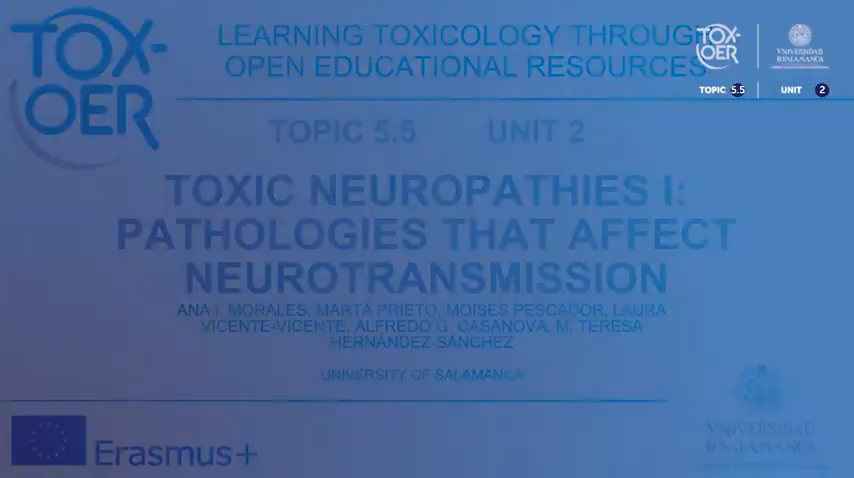 TOX-
OER
LEARNING TOXICOLOGY THROUGH
OPEN EDUCATIONAL RESOURCES
TOX-
OER
VNIVERSIDAD
D SALAMANCA
TOPIC 5.5 UNIT 2
TOPIC 5.5 UNIT 2
TOXIC NEUROPATHIES I:
PATHOLOGIES THAT AFFECT
NEUROTRANSMISSION
ANA I. MORALES, MARTA PRIETO, MOISES PESCADOR, LAURA
VICENTE-VICENTE, ALFREDO G. CASANOVA, M. TERESA
HERNÁNDEZ-SÁNCHEZ
UNIVERSITY OF SALAMANCA
Erasmus+
VNIVERSIDAD
D SALAMANCA